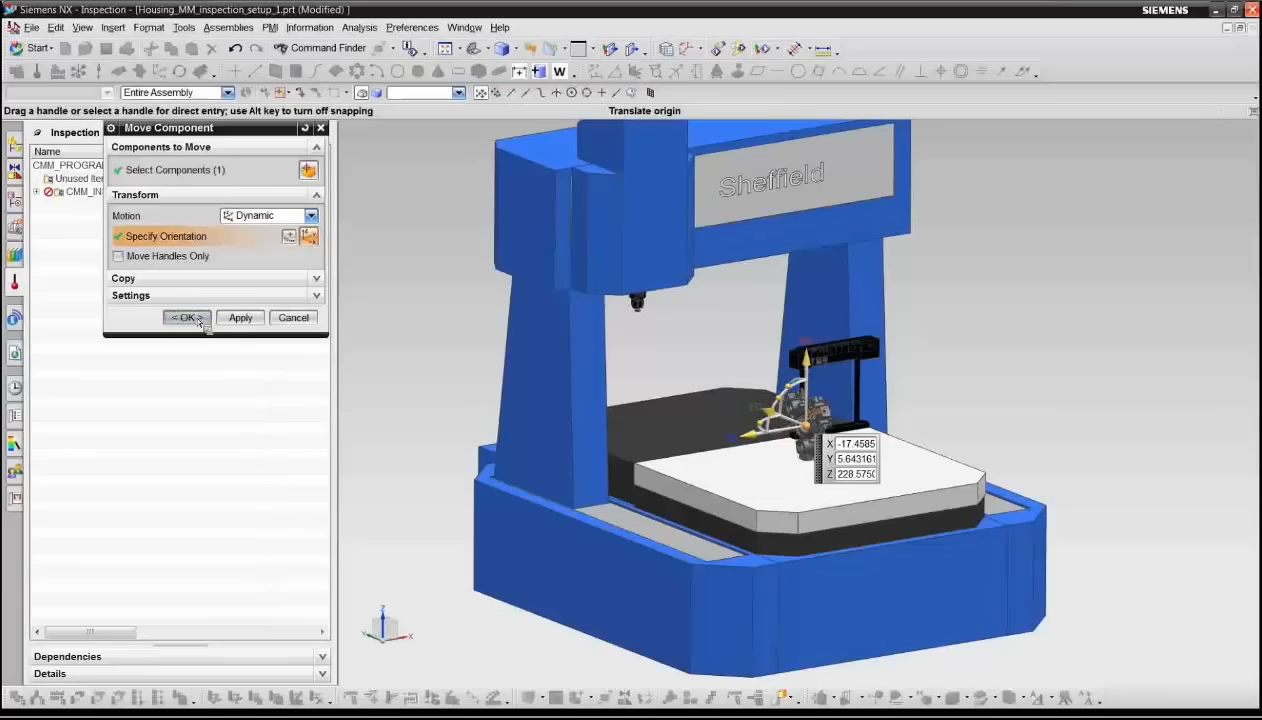 Siemens NX - Inspection - [Housing_MM_inspection_setup_1.prt (Modified) ]
SIEMENS
File Edit View Insert Format Tools Assemblies PMI Information Analysis Preferences Window Help
Start Command Finder
W
Entire Assembly
Drag a handle or select a handle for direct entry; use Alt key to turn off snapping
Translate origin
Inspection
Name
CMM_PROGRA
Unused Iter
CMM_IN
Move Component
Components to Move
Select Components (1)
Transform
Motion Dynamic
Specify Orientation
Move Handles Only
Copy
Settings
< OK > Apply Cancel
Sheffield
X -17.4585
Y 5.643161
Z 228.575(
Z
Y X
Dependencies
Details